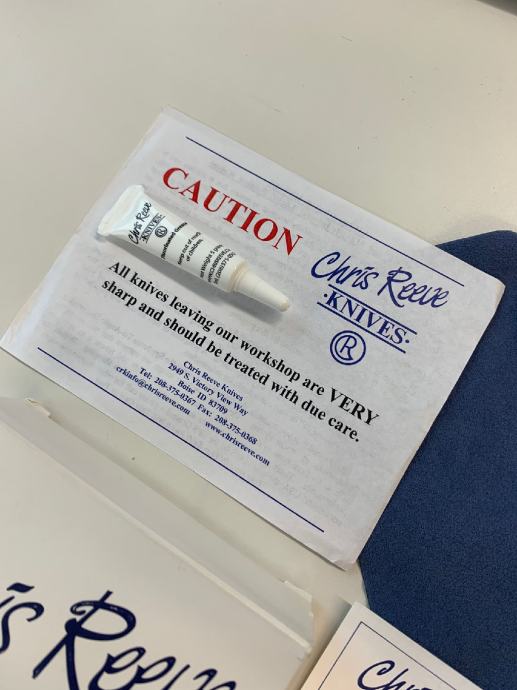 CAUTION
Chris Reeve
KNIVES
®
Chris Reeve
·KNIVES·
®
All knives leaving our workshop are VERY
sharp and should be treated with due care.
Chris Reeve Knives
2949 S. Victory View Way
Boise, ID 83709
Tel: 208-375-0367 Fax: 208-375-0368
crkinfo@chrisreeve.com www.chrisreeve.com
Reeve
Chris